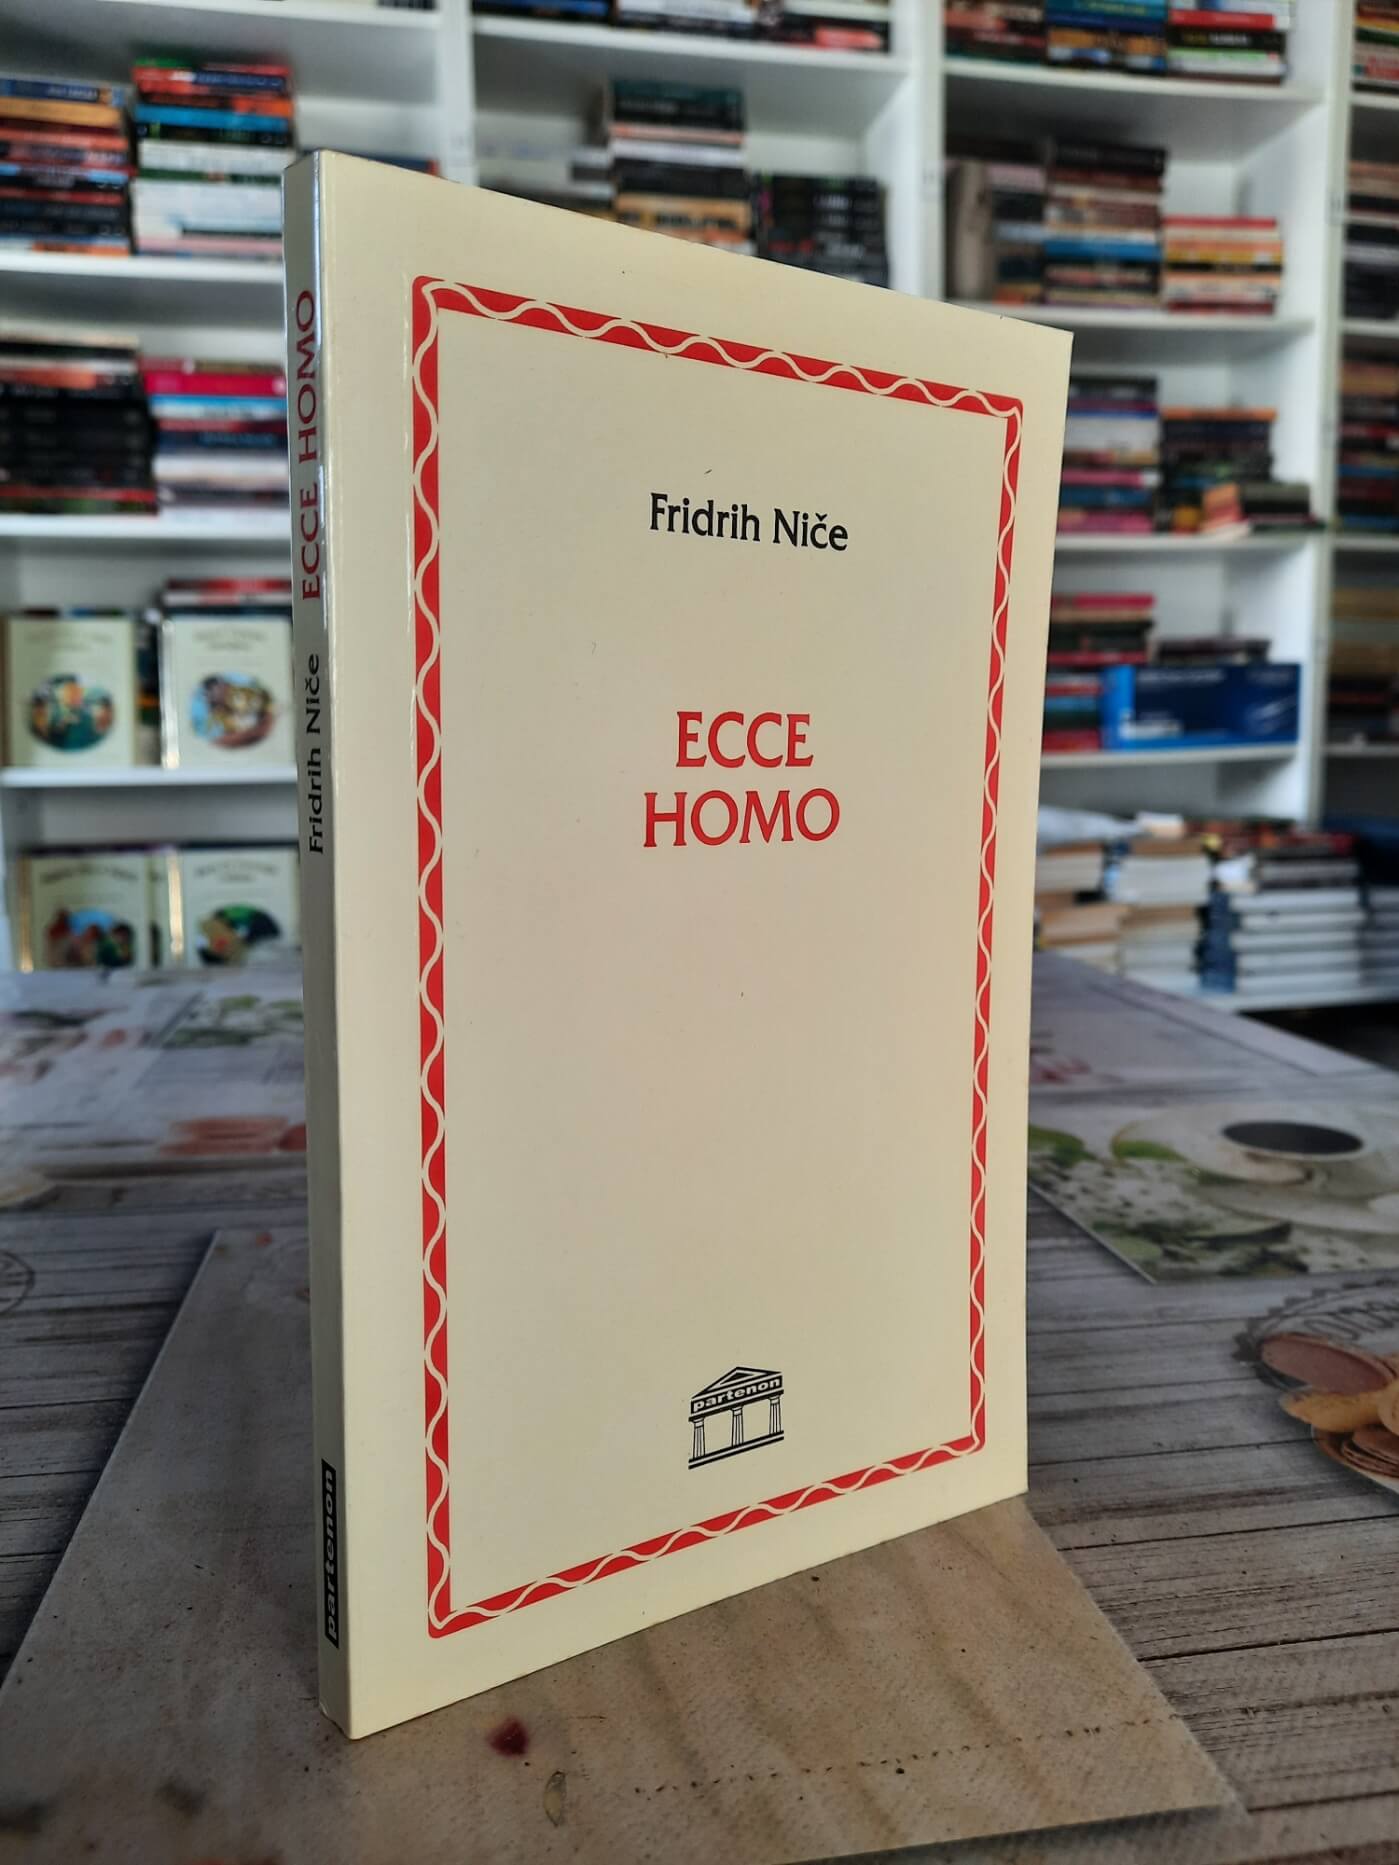 ECCE HOMO
Fridrih Niče
partenon
Fridrih Niče
ECCE
HOMO
partenon